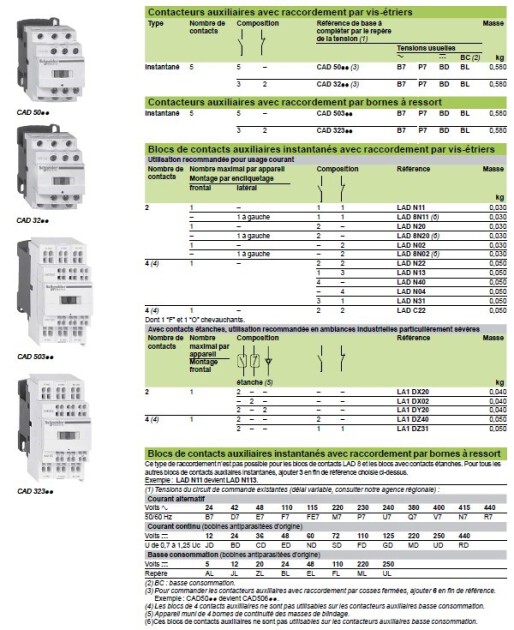 Contacteurs auxiliaires avec raccordement par vis-étriers
Type Nombre de contacts Composition Référence de base à compléter par le repère de la tension (1) Masse
Tensions usuelles
BC (2) kg
Instantané 5 5 – CAD 50●● (3) B7 P7 BD BL 0,580
3 2 CAD 32●● (3) B7 P7 BD BL 0,580
CAD 50●●
Contacteurs auxiliaires avec raccordement par bornes à ressort
Instantané 5 5 – CAD 503●● B7 P7 BD BL 0,580
3 2 CAD 323●● B7 P7 BD BL 0,580
Blocs de contacts auxiliaires instantanés avec raccordement par vis-étriers
Utilisation recommandée pour usage courant
Nombre de contacts Nombre maximal par appareil Composition Référence Masse
Montage par encliquetage
frontal latéral
kg
2 1 – 1 1 LAD N11 0,030
– 1 à gauche 1 1 LAD 8N11 (6) 0,030
1 – 2 – LAD N20 0,030
– 1 à gauche 2 – LAD 8N20 (6) 0,030
1 – – 2 LAD N02 0,030
– 1 à gauche – 2 LAD 8N02 (6) 0,030
4 (4) 1 – 2 2 LAD N22 0,050
1 3 LAD N13 0,050
4 – LAD N40 0,050
– 4 LAD N04 0,050
3 1 LAD N31 0,050
4 (4) 1 – 2 2 LAD C22 0,050
Dont 1 "F" et 1 "O" chevauchants.
CAD 32●●
CAD 503●●
CAD 323●●
Avec contacts étanches, utilisation recommandée en ambiances industrielles particulièrement sévères
Nombre de contacts Nombre maximal par appareil Composition Référence Masse
Montage frontal
étanche (5) kg
2 1 2 – – – – LA1 DX20 0,040
– 2 – – – LA1 DX02 0,040
2 – 2 – – LA1 DY20 0,040
4 (4) 1 2 – – 2 – LA1 DZ40 0,050
2 – – 1 1 LA1 DZ31 0,050
Blocs de contacts auxiliaires instantanés avec raccordement par bornes à ressort
Ce type de raccordement n'est pas possible pour les blocs de contacts LAD 8 et les blocs avec contacts étanches. Pour tous les
autres blocs de contacts auxiliaires instantanés, ajouter 3 en fin de référence choisie ci-dessus.
Exemple : LAD N11 devient LAD N113.
(1) Tensions du circuit de commande existantes (délai variable, consulter notre agence régionale) :
Courant alternatif
Volts 24 42 48 110 115 220 230 240 380 400 415 440
50/60 Hz B7 D7 E7 F7 FE7 M7 P7 U7 Q7 V7 N7 R7
Courant continu (bobines antiparasitées d'origine)
Volts 12 24 36 48 60 72 110 125 220 250 440
U de 0,7 à 1,25 Uc JD BD CD ED ND SD FD GD MD UD RD
Basse consommation (bobines antiparasitées d'origine)
Volts 5 12 20 24 48 110 220 250
Repère AL JL ZL BL EL FL ML UL
(2) BC : basse consommation.
(3) Pour commander les contacteurs auxiliaires avec raccordement par cosses fermées, ajouter 6 en fin de référence.
Exemple : CAD50●● devient CAD506●●.
(4) Les blocs de 4 contacts auxiliaires ne sont pas utilisables sur les contacteurs auxiliaires basse consommation.
(5) Appareil muni de 4 bornes de continuité des masses de blindage.
(6)Ces blocs de contacts auxiliaires ne sont pas utilisables sur les contacteurs auxiliaires basse consommation.